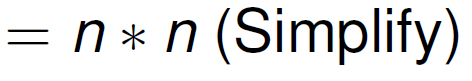 = n ∗ n (Simplify)